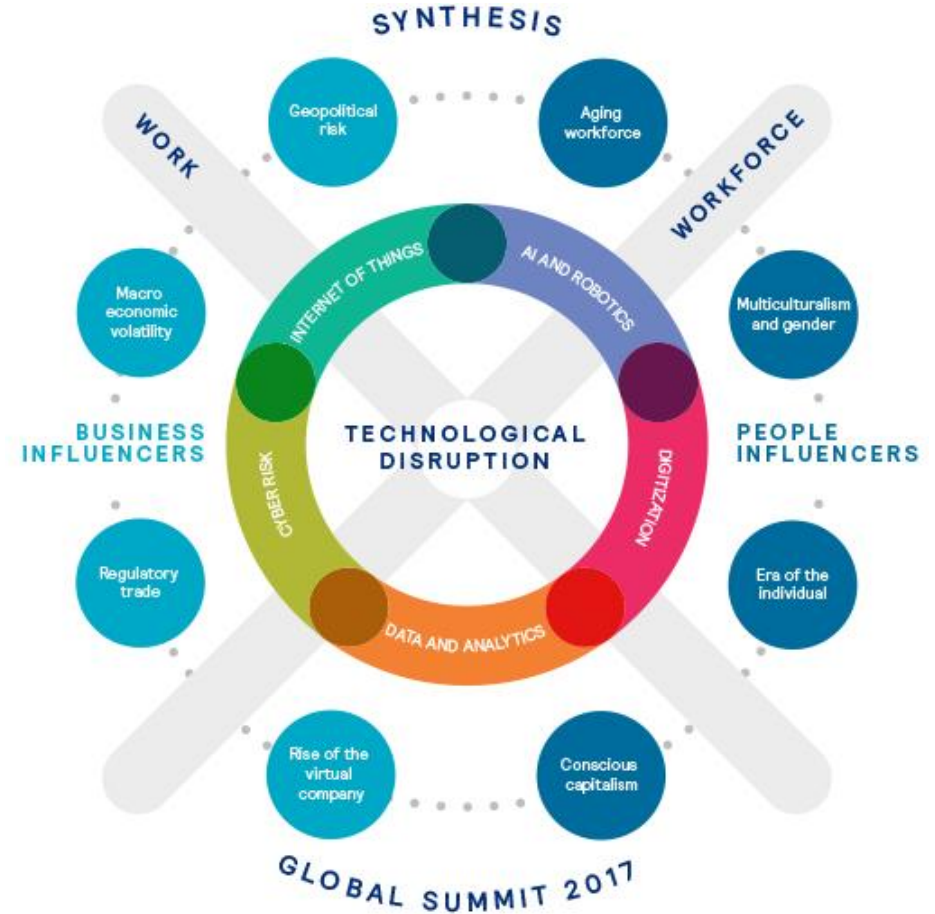 SYNTHESIS
Geopolitical
risk
Aging
workforce
WORK
WORKFORCE
INTERNET OF THINGS
AI AND ROBOTICS
Macro
economic
volatility
Multiculturalism
and gender
BUSINESS
INFLUENCERS
TECHNOLOGICAL
DISRUPTION
PEOPLE
INFLUENCERS
CYBER RISK
DIGITIZATION
Regulatory
trade
Era of the
individual
DATA AND ANALYTICS
Rise of the
virtual
company
Conscious
capitalism
GLOBAL SUMMIT 2017